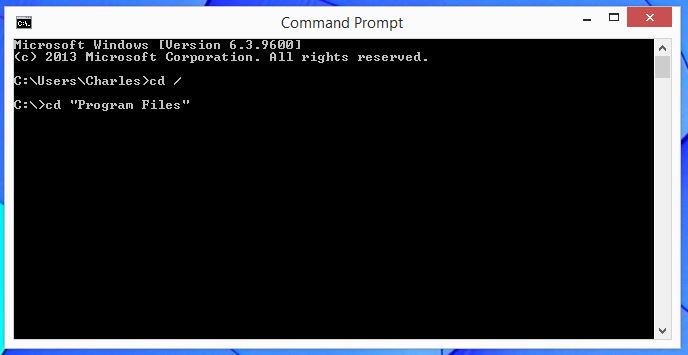 Command Prompt
Microsoft Windows [Version 6.3.9600]
(c) 2013 Microsoft Corporation. All rights reserved.
C:\Users\Charles>cd /
C:\>cd "Program Files"